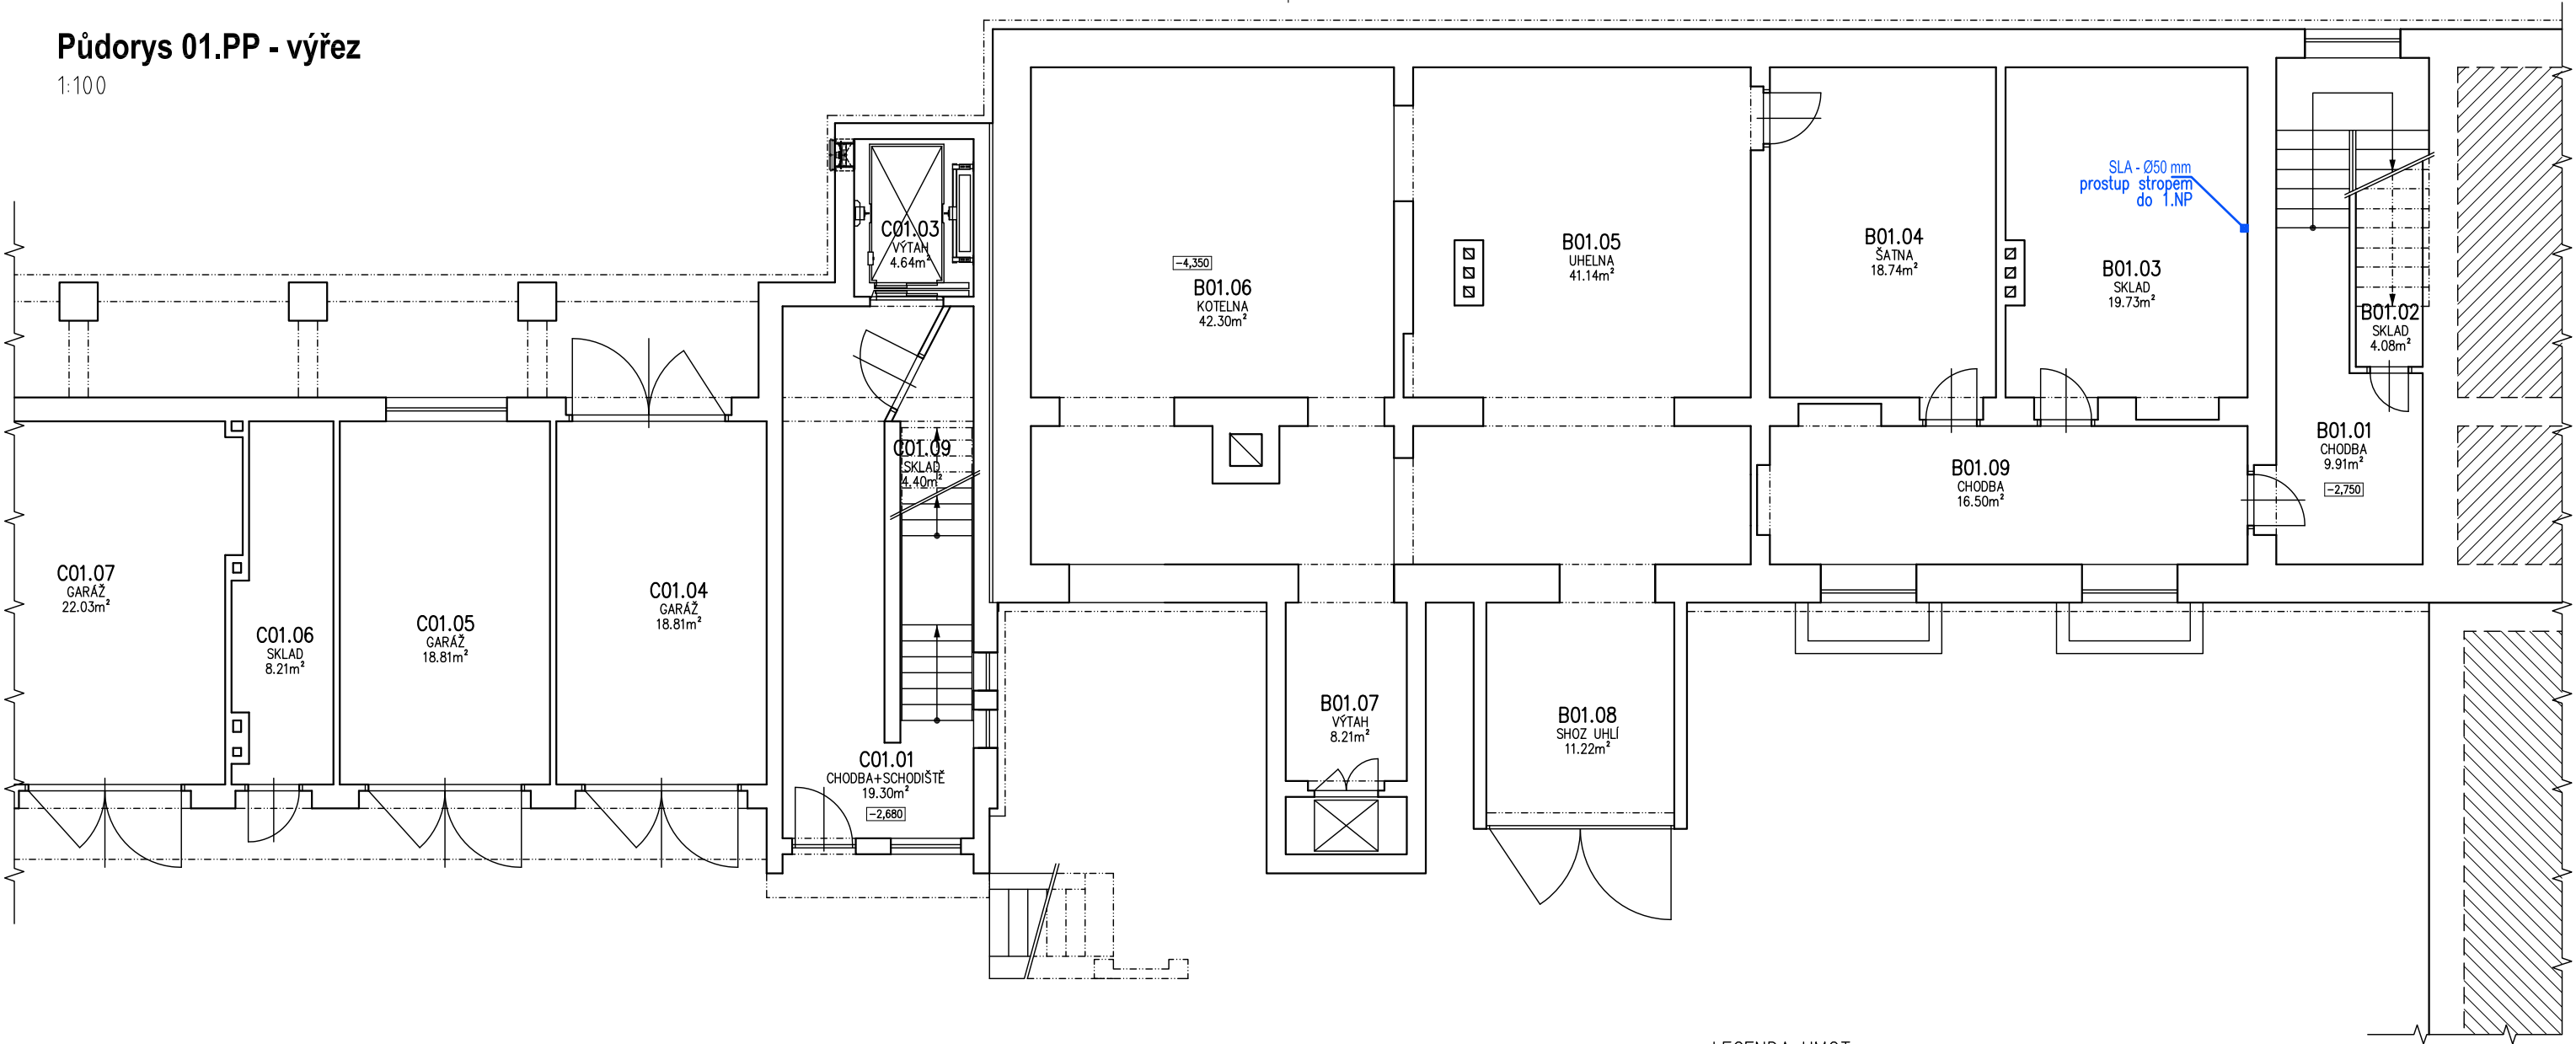 Půdorys 01.PP - výřez
1:100
C01.03
VÝTAH
4.64m²
-4,350
B01.06
KOTELNA
42.30m²
B01.05
UHELNA
41.14m²
B01.04
ŠATNA
18.74m²
SLA - Ø50 mm
prostup stropem
do 1.NP
B01.03
SKLAD
19.73m²
B01.02
SKLAD
4.08m²
B01.01
CHODBA
9.91m²
-2,750
B01.09
CHODBA
16.50m²
C01.09
SKLAD
4.40m²
C01.07
GARÁŽ
22.03m²
C01.06
SKLAD
8.21m²
C01.05
GARÁŽ
18.81m²
C01.04
GARÁŽ
18.81m²
C01.01
CHODBA+SCHODIŠTĚ
19.30m²
-2,680
B01.07
VÝTAH
8.21m²
B01.08
SHOZ UHLÍ
11.22m²